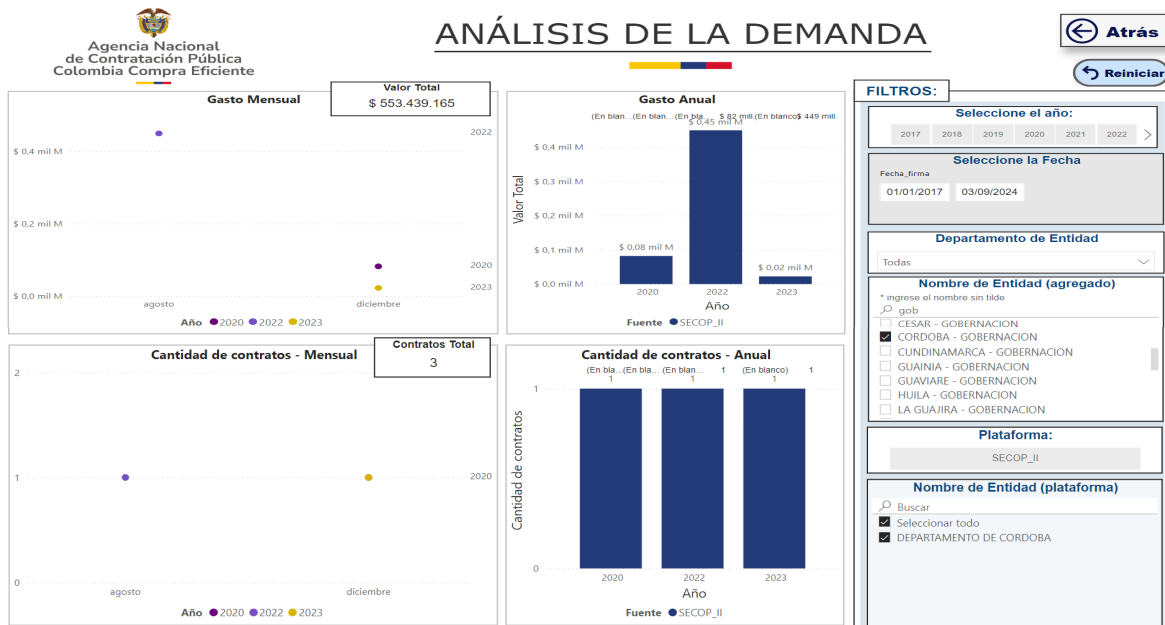 Agencia Nacional
de Contratación Pública
Colombia Compra Eficiente
ANÁLISIS DE LA DEMANDA
Atrás
Reiniciar
Gasto Mensual
Valor Total
$ 553.439.165
$ 0,4 mil M
$ 0,2 mil M
$ 0,0 mil M
2022
2020
2023
agosto
diciembre
Año 2020 2022 2023
Gasto Anual
(En blan... (En blan... (En bla... $ 82 mill. (En blanco) $ 449 mill.
$ 0,45 mil M
Valor Total
$ 0,4 mil M
$ 0,3 mil M
$ 0,2 mil M
$ 0,1 mil M
$ 0,0 mil M
$ 0,08 mil M
$ 0,02 mil M
2020
2022
2023
Año
Fuente SECOP_II
Cantidad de contratos - Mensual
Contratos Total
3
2
1
0
2020
agosto
diciembre
Año 2020 2022 2023
Cantidad de contratos - Anual
(En bla... (En bla... (En blan... 1 (En blanco) 1
1 1 1
Cantidad de contratos
1
0
2020
2022
2023
Año
Fuente SECOP_II
FILTROS:
Seleccione el año:
2017 2018 2019 2020 2021 2022
Seleccione la Fecha
Fecha_firma
01/01/2017 03/09/2024
Departamento de Entidad
Todas
Nombre de Entidad (agregado)
* ingrese el nombre sin tilde
gob
CESAR - GOBERNACION
CORDOBA - GOBERNACION
CUNDINAMARCA - GOBERNACION
GUAINIA - GOBERNACION
GUAVIARE - GOBERNACION
HUILA - GOBERNACION
LA GUAJIRA - GOBERNACION
Plataforma:
SECOP_II
Nombre de Entidad (plataforma)
Buscar
Seleccionar todo
DEPARTAMENTO DE CORDOBA